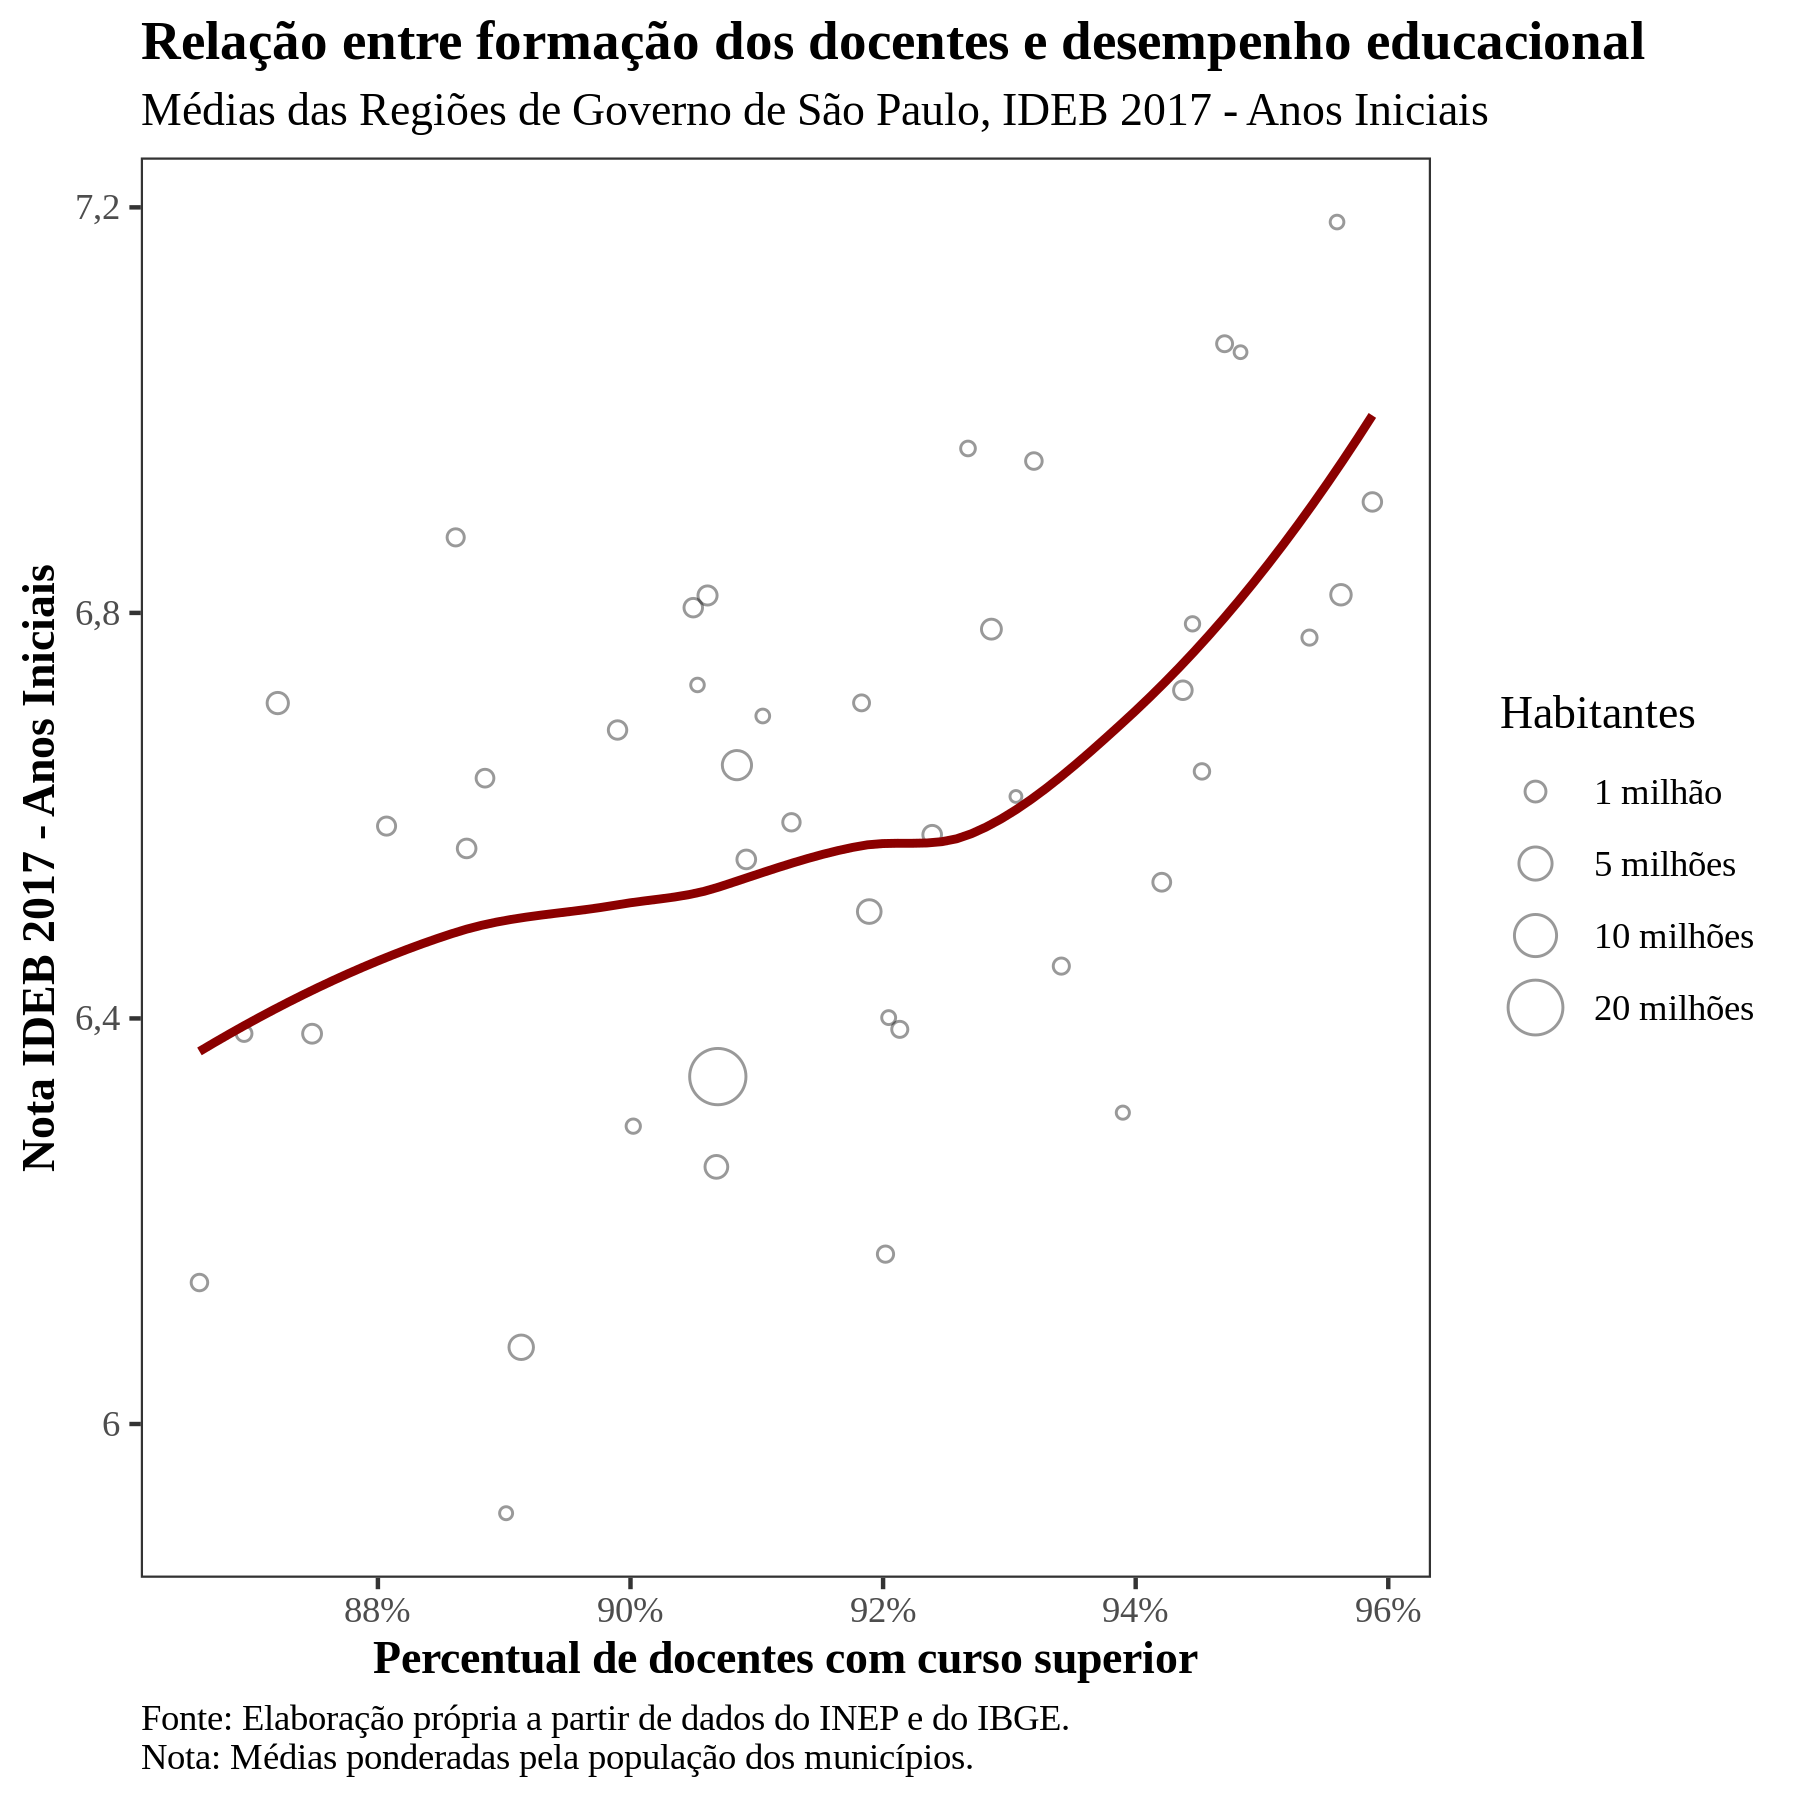 Relação entre formação dos docentes e desempenho educacional
Médias das Regiões de Governo de São Paulo, IDEB 2017 - Anos Iniciais
Nota IDEB 2017 - Anos Iniciais
7,2
6,8
6,4
6
88%
90%
92%
94%
96%
Percentual de docentes com curso superior
Habitantes
1 milhão
5 milhões
10 milhões
20 milhões
Fonte: Elaboração própria a partir de dados do INEP e do IBGE.
Nota: Médias ponderadas pela população dos municípios.